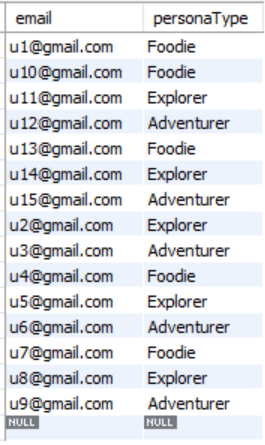 email personaType
u1@gmail.com Foodie
u10@gmail.com Foodie
u11@gmail.com Explorer
u12@gmail.com Adventurer
u13@gmail.com Foodie
u14@gmail.com Explorer
u15@gmail.com Adventurer
u2@gmail.com Explorer
u3@gmail.com Adventurer
u4@gmail.com Foodie
u5@gmail.com Explorer
u6@gmail.com Adventurer
u7@gmail.com Foodie
u8@gmail.com Explorer
u9@gmail.com Adventurer
NULL NULL